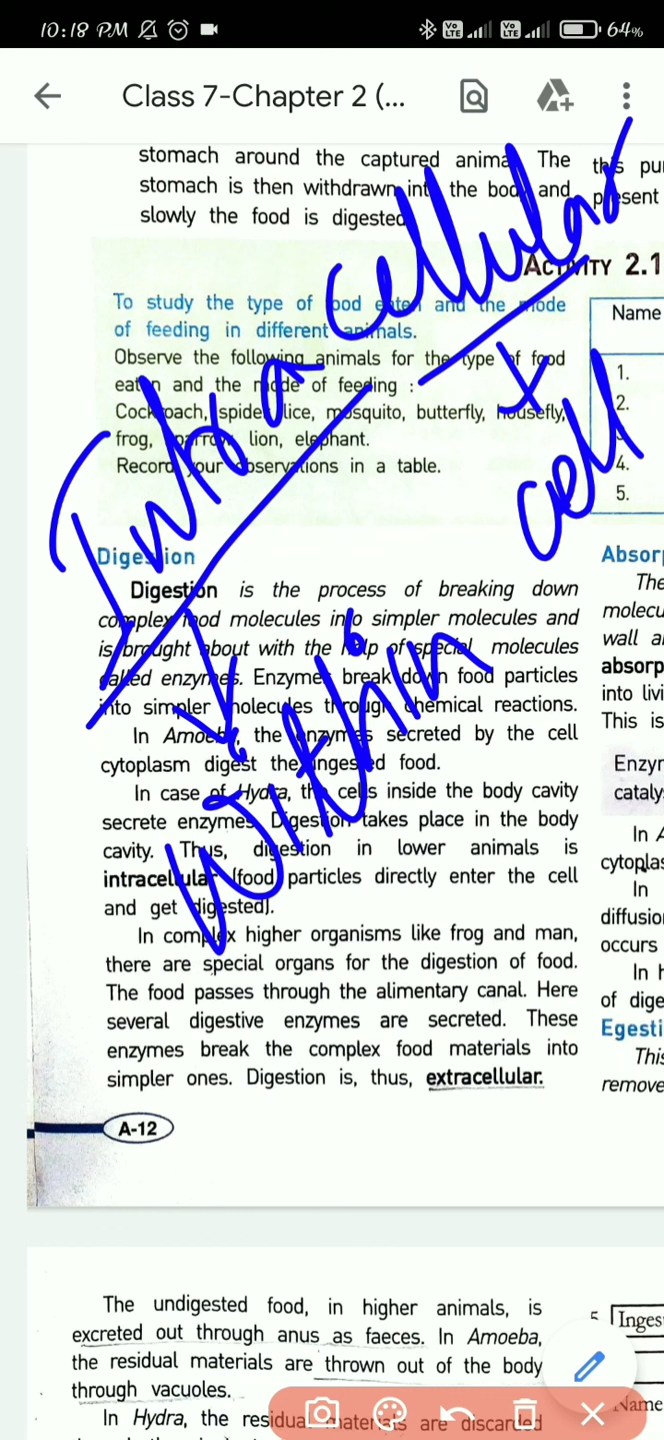 10:18 PM
64%
Class 7-Chapter 2 (...
stomach around the captured animal. The
stomach is then withdrawn into the body and
slowly the food is digested.
To study the type of food eaten and the mode
of feeding in different animals.
Observe the following animals for the type of food
eaten and the mode of feeding :
Cockroach, spider, lice, mosquito, butterfly, housefly,
frog, sparrow, lion, elephant.
Record your observations in a table.
Intra cellular
within cell
Digestion
Digestion is the process of breaking down
complex food molecules into simpler molecules and
is brought about with the help of special molecules
called enzymes. Enzymes break down food particles
into simpler molecules through chemical reactions.
In Amoeba, the enzymes secreted by the cell
cytoplasm digest the ingested food.
In case of Hydra, the cells inside the body cavity
secrete enzymes. Digestion takes place in the body
cavity. Thus, digestion in lower animals is
intracellular (food particles directly enter the cell
and get digested).
In complex higher organisms like frog and man,
there are special organs for the digestion of food.
The food passes through the alimentary canal. Here
several digestive enzymes are secreted. These
enzymes break the complex food materials into
simpler ones. Digestion is, thus, extracellular.
A-12
this pu
present
ACTIVITY 2.1
Name
1.
2.
3
4.
5.
Absorp
The
molecu
wall a
absorp
into livi
This is
Enzym
cataly
In A
cytoplas
In
diffusio
occurs
In h
of dige
Egesti
This
remove
The undigested food, in higher animals, is
excreted out through anus as faeces. In Amoeba,
the residual materials are thrown out of the body
through vacuoles.
In Hydra, the residual materials are discarded
5
Inges
Name